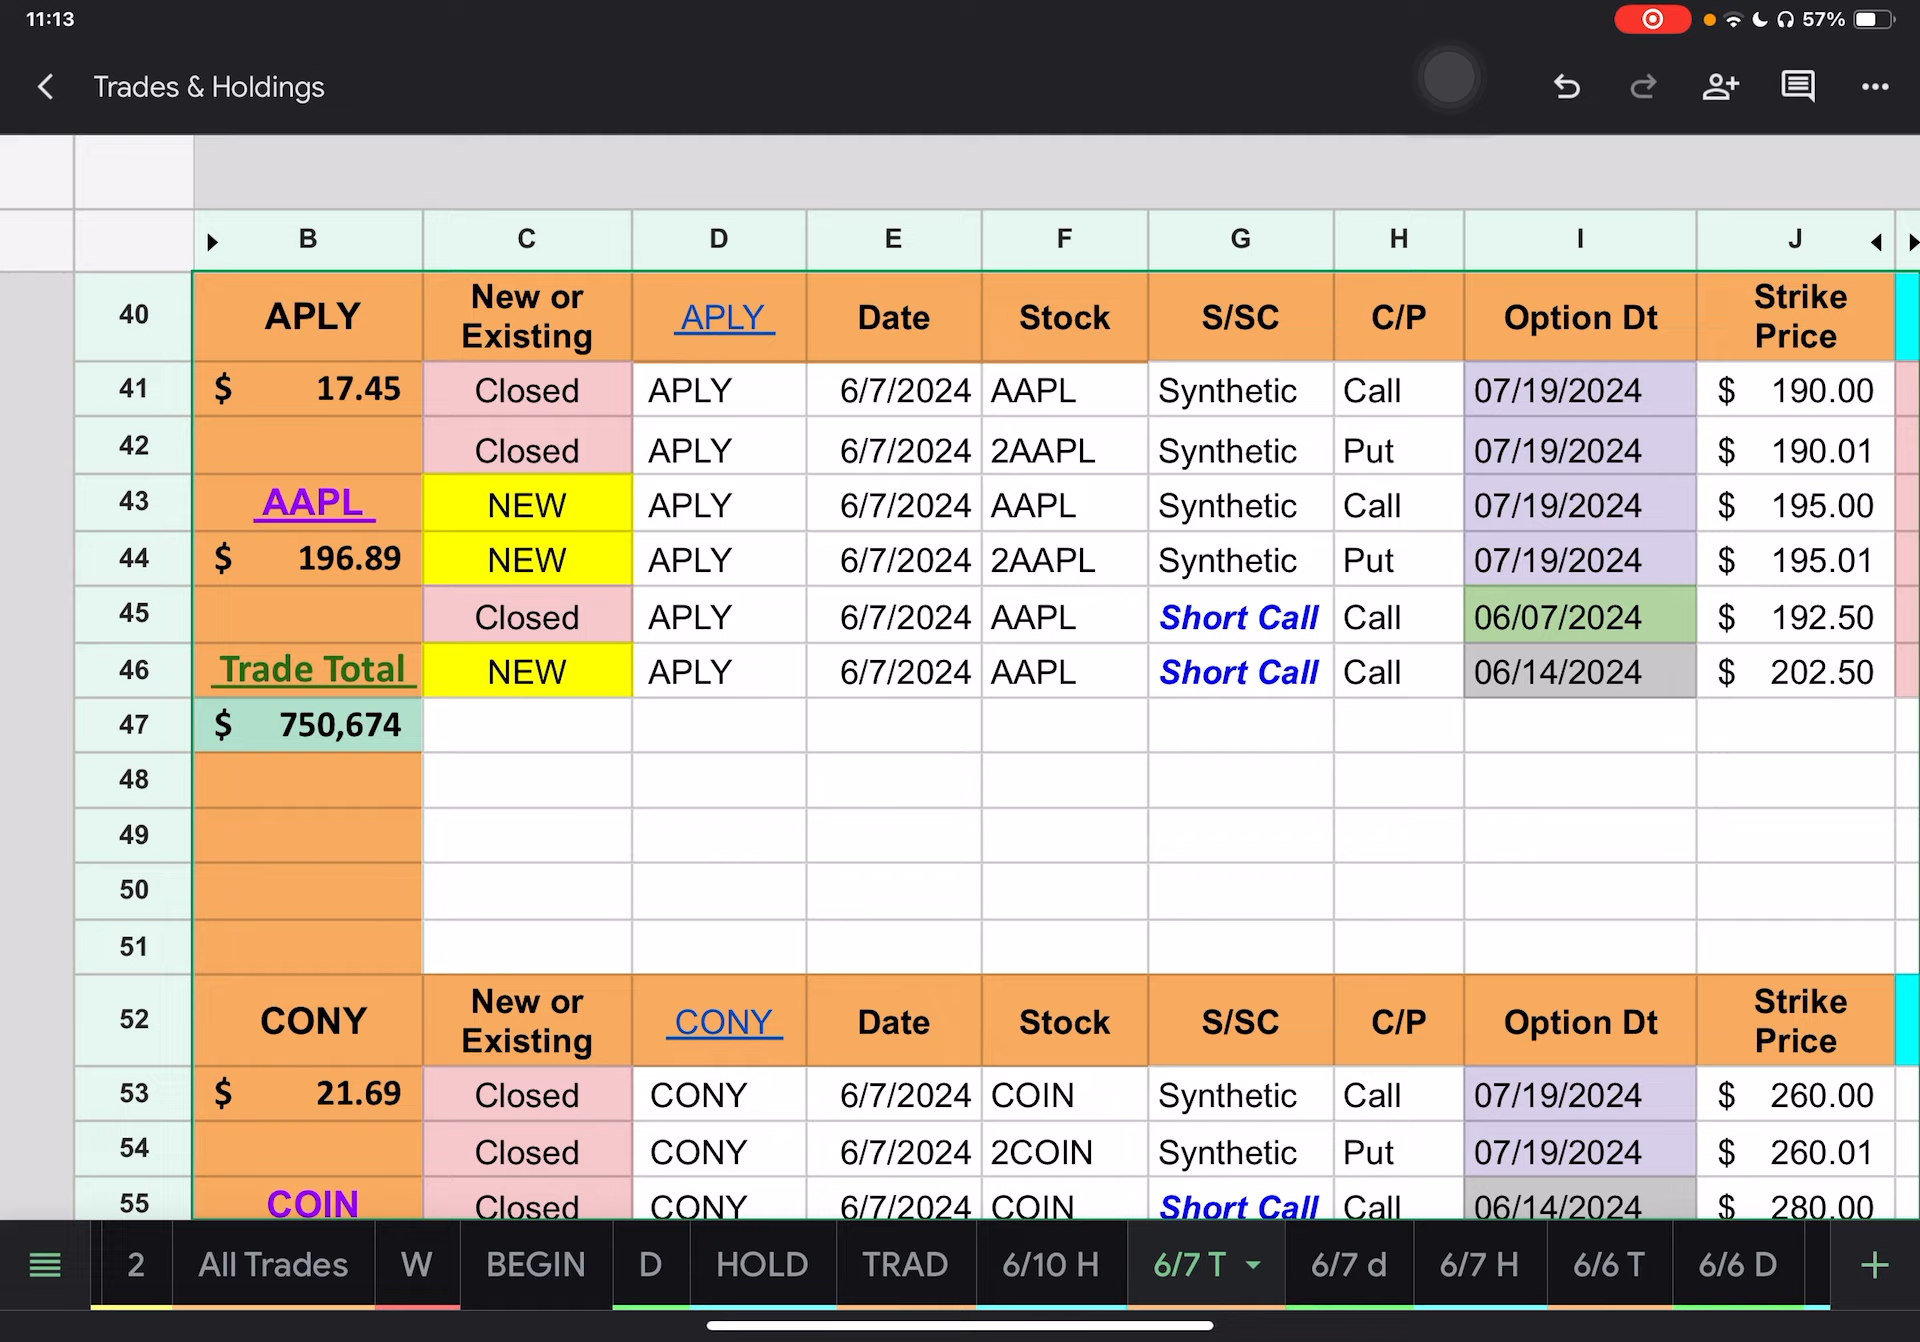 11:13
57%
Trades & Holdings
B C D E F G H I J
40 APLY New or Existing APLY Date Stock S/SC C/P Option Dt Strike Price
41 $ 17.45 Closed APLY 6/7/2024 AAPL Synthetic Call 07/19/2024 $ 190.00
42 Closed APLY 6/7/2024 2AAPL Synthetic Put 07/19/2024 $ 190.01
43 AAPL NEW APLY 6/7/2024 AAPL Synthetic Call 07/19/2024 $ 195.00
44 $ 196.89 NEW APLY 6/7/2024 2AAPL Synthetic Put 07/19/2024 $ 195.01
45 Closed APLY 6/7/2024 AAPL Short Call Call 06/07/2024 $ 192.50
46 Trade Total NEW APLY 6/7/2024 AAPL Short Call Call 06/14/2024 $ 202.50
47 $ 750,674
48
49
50
51
52 CONY New or Existing CONY Date Stock S/SC C/P Option Dt Strike Price
53 $ 21.69 Closed CONY 6/7/2024 COIN Synthetic Call 07/19/2024 $ 260.00
54 Closed CONY 6/7/2024 2COIN Synthetic Put 07/19/2024 $ 260.01
55 COIN Closed CONY 6/7/2024 COIN Short Call Call 06/14/2024 $ 280.00
2 All Trades W BEGIN D HOLD TRAD 6/10 H 6/7 T 6/7 d 6/7 H 6/6 T 6/6 D +